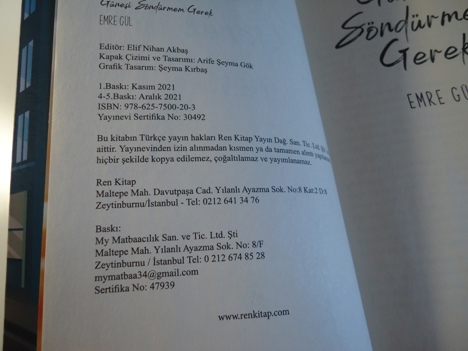 Güneşi Söndürmem Gerek
EMRE GÜL
Editör: Elif Nihan Akbaş
Kapak Çizimi ve Tasarımı: Arife Şeyma Gök
Grafik Tasarım: Şeyma Kırbaş
1.Baskı: Kasım 2021
4-5.Baskı: Aralık 2021
ISBN: 978-625-7500-20-3
Yayınevi Sertifika No: 30492
Bu kitabın Türkçe yayın hakları Ren Kitap Yayın Dağ. San. Tic. Ltd. Şti.
aittir. Yayınevinden izin alınmadan kısmen ya da tamamen alıntı
hiçbir şekilde kopya edilemez, çoğaltılamaz ve yayımlanamaz.
Ren Kitap
Maltepe Mah. Davutpaşa Cad. Yılanlı Ayazma Sok. No:8 Kat:2 D:8
Zeytinburnu/İstanbul - Tel: 0212 641 34 76
Baskı:
My Matbaacılık San. ve Tic. Ltd. Şti
Maltepe Mah. Yılanlı Ayazma Sok. No: 8/F
Zeytinburnu / İstanbul Tel: 0 212 674 85 28
mymatbaa34@gmail.com
Sertifika No: 47939
www.renkitap.com
Söndürme
Gerek
EMRE GÜ